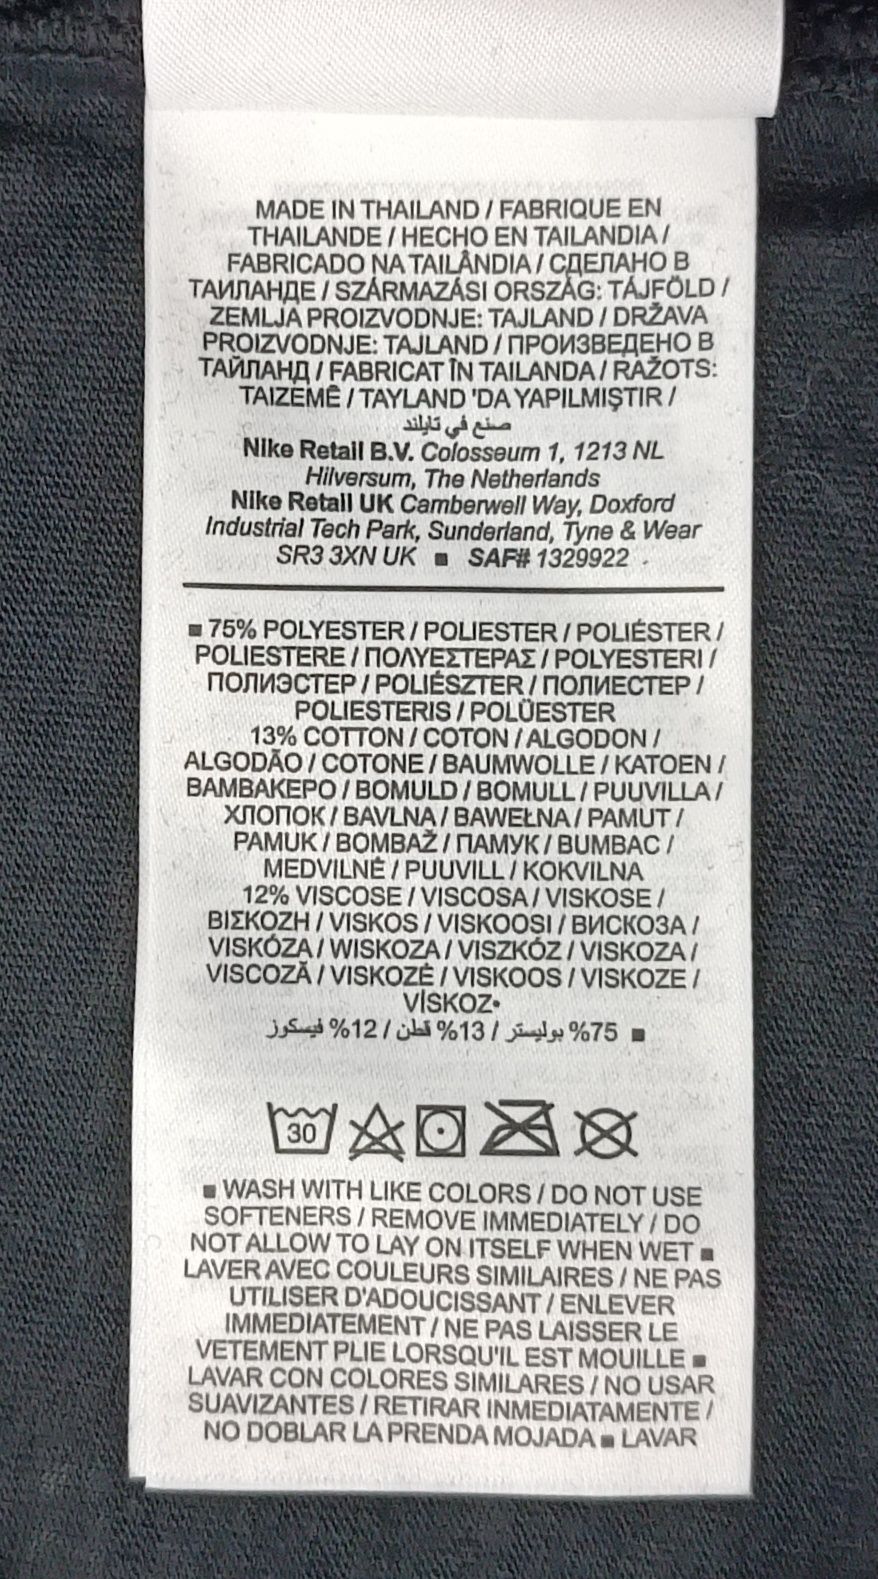 MADE IN THAILAND / FABRIQUE EN
THAILANDE / HECHO EN TAILANDIA /
FABRICADO NA TAILÂNDIA / СДЕЛАНО В
ТАИЛАНДЕ / SZÁRMAZÁSI ORSZÁG: TÁJFÖLD /
ZEMLJA PROIZVODNJE: TAJLAND / DRŽAVA
PROIZVODNJE: TAJLAND / ПРОИЗВЕДЕНО В
ТАЙЛАНД / FABRICAT ÎN TAILANDA / RAŽOTS:
TAIZEMĒ / TAYLAND 'DA YAPILMIŞTIR /
صنع في تايلند
Nike Retail B.V. Colosseum 1, 1213 NL
Hilversum, The Netherlands
Nike Retail UK Camberwell Way, Doxford
Industrial Tech Park, Sunderland, Tyne & Wear
SR3 3XN UK ■ SAF# 1329922
■ 75% POLYESTER / POLIESTER / POLIÉSTER /
POLIESTERE / ΠΟΛΥΕΣΤΕΡΑΣ / POLYESTERI /
ПОЛИЭСТЕР / POLIÉSZTER / ПОЛИЕСТЕР /
POLIESTERIS / POLÜESTER
13% COTTON / COTON / ALGODON /
ALGODÃO / COTONE / BAUMWOLLE / KATOEN /
ΒΑΜΒΑΚΕΡΟ / BOMULD / BOMULL / PUUVILLA /
ХЛОПОК / BAVLNA / BAWEŁNA / PAMUT /
PAMUK / BOMBAŽ / ПАМУК / BUMBAC /
MEDVILNĖ / PUUVILL / KOKVILNA
12% VISCOSE / VISCOSA / VISKOSE /
ΒΙΣΚΟΖΗ / VISKOS / VISKOOSI / ВИСКОЗА /
VISKÓZA / WISKOZA / VISZKÓZ / VISKOZA /
VISCOZĂ / VISKOZĖ / VISKOOS / VISKOZE /
VİSKOZ•
■ 75% بوليستر / 13% قطن / 12% فيسكوز
30
■ WASH WITH LIKE COLORS / DO NOT USE
SOFTENERS / REMOVE IMMEDIATELY / DO
NOT ALLOW TO LAY ON ITSELF WHEN WET ■
LAVER AVEC COULEURS SIMILAIRES / NE PAS
UTILISER D'ADOUCISSANT / ENLEVER
IMMEDIATEMENT / NE PAS LAISSER LE
VETEMENT PLIE LORSQU'IL EST MOUILLE ■
LAVAR CON COLORES SIMILARES / NO USAR
SUAVIZANTES / RETIRAR INMEDIATAMENTE /
NO DOBLAR LA PRENDA MOJADA ■ LAVAR